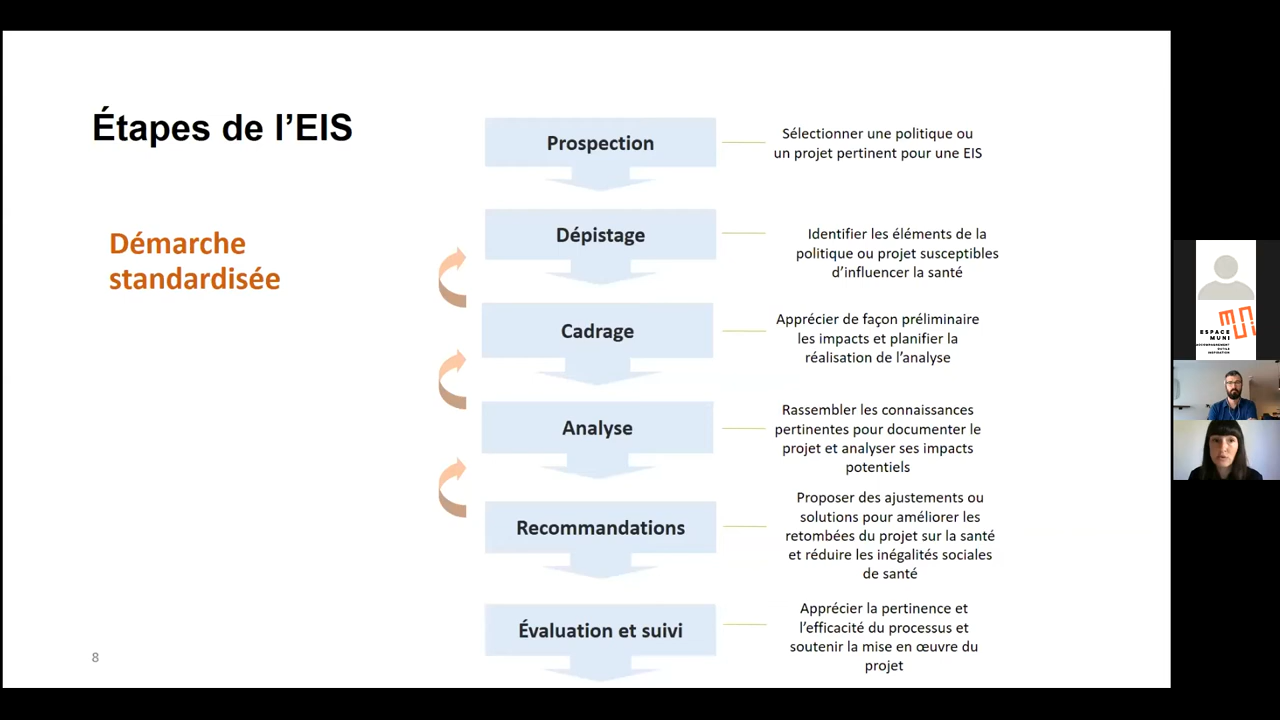 Étapes de l’EIS
Démarche
standardisée
Prospection
Sélectionner une politique ou
un projet pertinent pour une EIS
Dépistage
Identifier les éléments de la
politique ou projet susceptibles
d’influencer la santé
Cadrage
Apprécier de façon préliminaire
les impacts et planifier la
réalisation de l’analyse
Analyse
Rassembler les connaissances
pertinentes pour documenter le
projet et analyser ses impacts
potentiels
Recommandations
Proposer des ajustements ou
solutions pour améliorer les
retombées du projet sur la santé
et réduire les inégalités sociales
de santé
Évaluation et suivi
Apprécier la pertinence et
l’efficacité du processus et
soutenir la mise en œuvre du
projet
8
ESPACE
MUNI
ACCOMPAGNEMENT
OUTILS
INSPIRATION